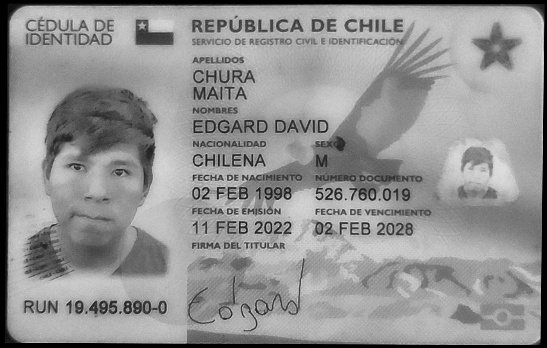 CÉDULA DE
IDENTIDAD
REPÚBLICA DE CHILE
SERVICIO DE REGISTRO CIVIL E IDENTIFICACIÓN
APELLIDOS
CHURA
MAITA
NOMBRES
EDGARD DAVID
NACIONALIDAD SEXO
CHILENA M
FECHA DE NACIMIENTO NÚMERO DOCUMENTO
02 FEB 1998 526.760.019
FECHA DE EMISIÓN FECHA DE VENCIMIENTO
11 FEB 2022 02 FEB 2028
FIRMA DEL TITULAR
Edgard
RUN 19.495.890-0